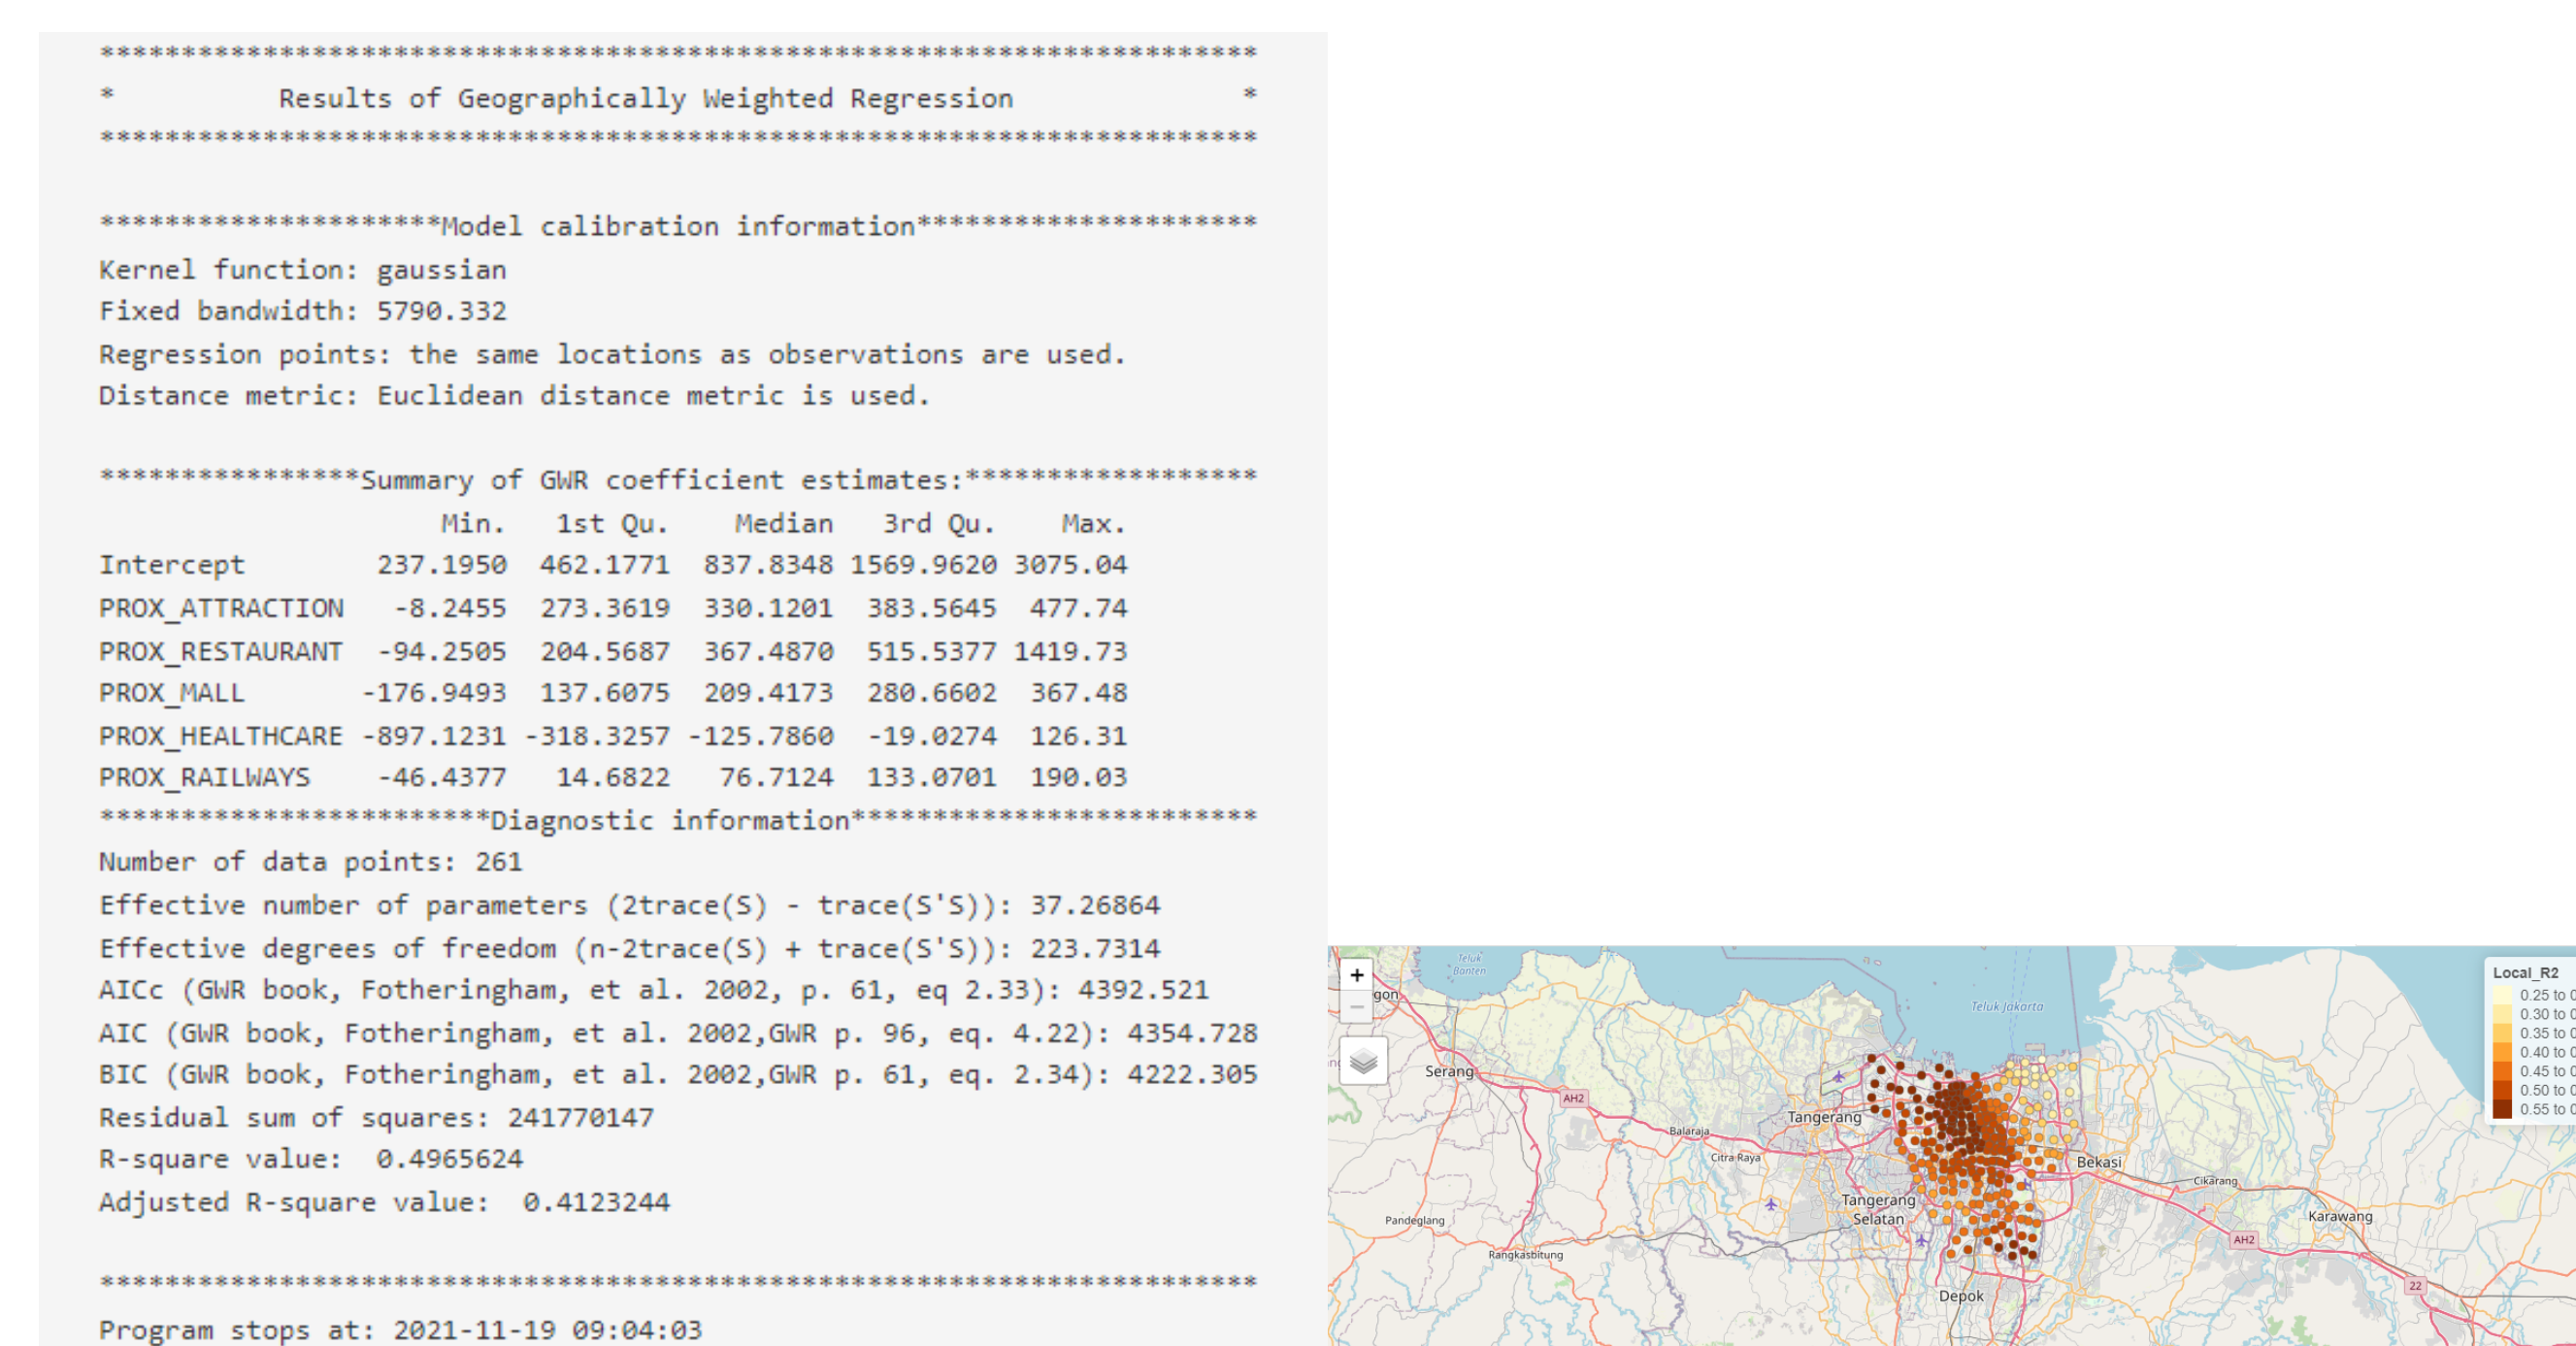 ***********************************************************************
*          Results of Geographically Weighted Regression              *
***********************************************************************
*********************Model calibration information*********************
Kernel function: gaussian
Fixed bandwidth: 5790.332
Regression points: the same locations as observations are used.
Distance metric: Euclidean distance metric is used.
****************Summary of GWR coefficient estimates:******************
Min. 1st Qu. Median 3rd Qu. Max.
Intercept 237.1950 462.1771 837.8348 1569.9620 3075.04
PROX_ATTRACTION -8.2455 273.3619 330.1201 383.5645 477.74
PROX_RESTAURANT -94.2505 204.5687 367.4870 515.5377 1419.73
PROX_MALL -176.9493 137.6075 209.4173 280.6602 367.48
PROX_HEALTHCARE -897.1231 -318.3257 -125.7860 -19.0274 126.31
PROX_RAILWAYS -46.4377 14.6822 76.7124 133.0701 190.03
************************Diagnostic information*************************
Number of data points: 261
Effective number of parameters (2trace(S) - trace(S'S)): 37.26864
Effective degrees of freedom (n-2trace(S) + trace(S'S)): 223.7314
AICc (GWR book, Fotheringham, et al. 2002, p. 61, eq 2.33): 4392.521
AIC (GWR book, Fotheringham, et al. 2002,GWR p. 96, eq. 4.22): 4354.728
BIC (GWR book, Fotheringham, et al. 2002,GWR p. 61, eq. 2.34): 4222.305
Residual sum of squares: 241770147
R-square value: 0.4965624
Adjusted R-square value: 0.4123244
***********************************************************************
Program stops at: 2021-11-19 09:04:03
+
−
gon
Teluk
Banten
Teluk Jakarta
Serang
AH2
Tangerang
Balaraja
Citra Raya
Bekasi
Cikarang
Tangerang
Selatan
Pandeglang
Karawang
Rangkasbitung
AH2
22
Depok
Local_R2
0.25 to 0
0.30 to 0
0.35 to 0
0.40 to 0
0.45 to 0
0.50 to 0
0.55 to 0